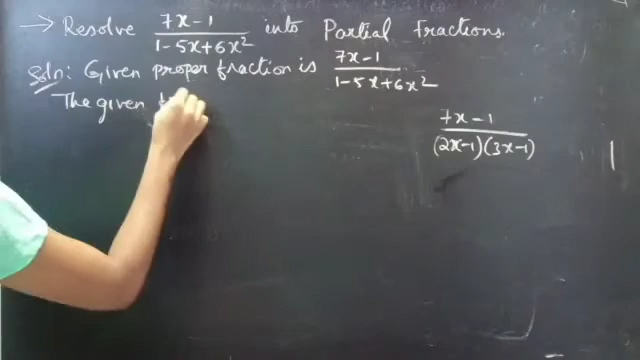 → Resolve 7x-1 / 1-5x+6x² into Partial Fractions.
Soln: Given proper fraction is 7x-1 / 1-5x+6x²
The given
7x-1 / (2x-1)(3x-1)